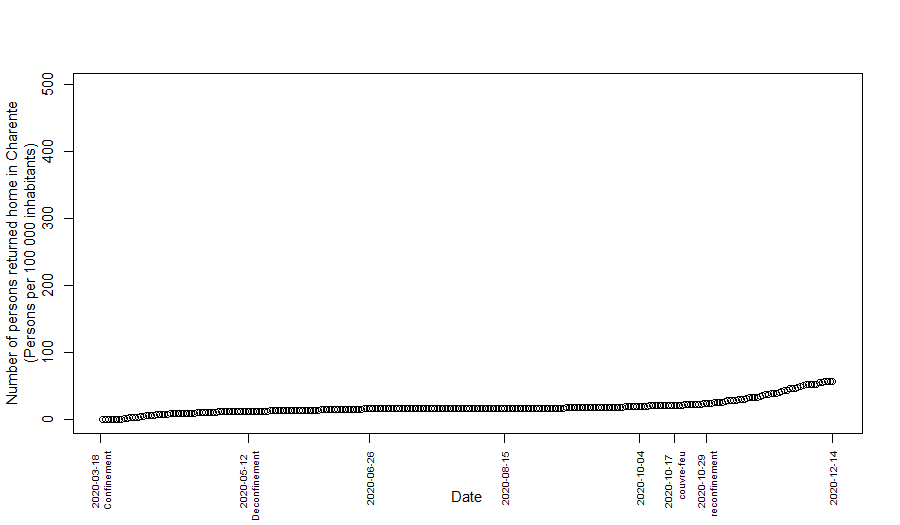 Number of persons returned home in Charente
(Persons per 100 000 inhabitants)
500
400
300
200
100
0
2020-03-18
Confinement
2020-05-12
Deconfinement
2020-06-26
2020-08-15
2020-10-04
2020-10-17
couvre-feu
2020-10-29
reconfinement
2020-12-14
Date